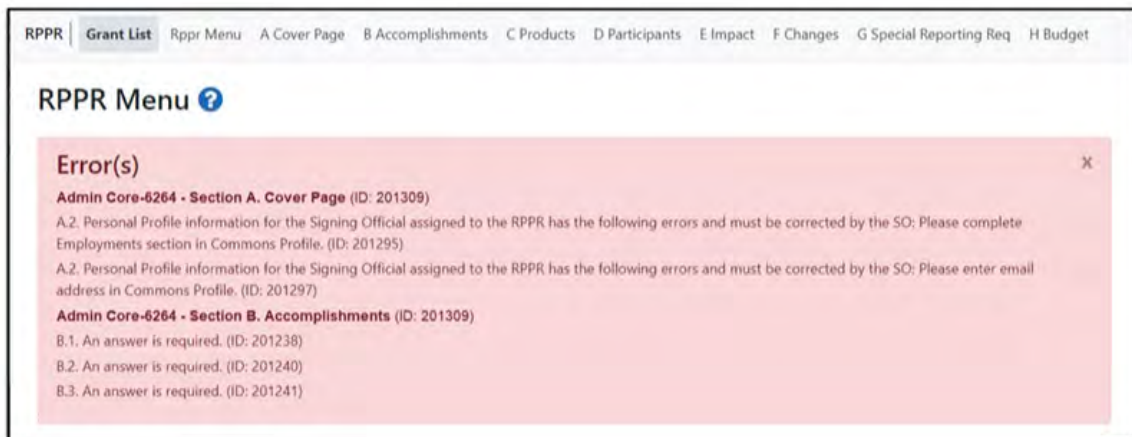 RPPR Grant List Rppr Menu A Cover Page B Accomplishments C Products D Participants E Impact F Changes G Special Reporting Req H Budget
RPPR Menu ?
Error(s) x
Admin Core-6264 - Section A. Cover Page (ID: 201309)
A.2. Personal Profile information for the Signing Official assigned to the RPPR has the following errors and must be corrected by the SO: Please complete
Employments section in Commons Profile. (ID: 201295)
A.2. Personal Profile information for the Signing Official assigned to the RPPR has the following errors and must be corrected by the SO: Please enter email
address in Commons Profile. (ID: 201297)
Admin Core-6264 - Section B. Accomplishments (ID: 201309)
B.1. An answer is required. (ID: 201238)
B.2. An answer is required. (ID: 201240)
B.3. An answer is required. (ID: 201241)